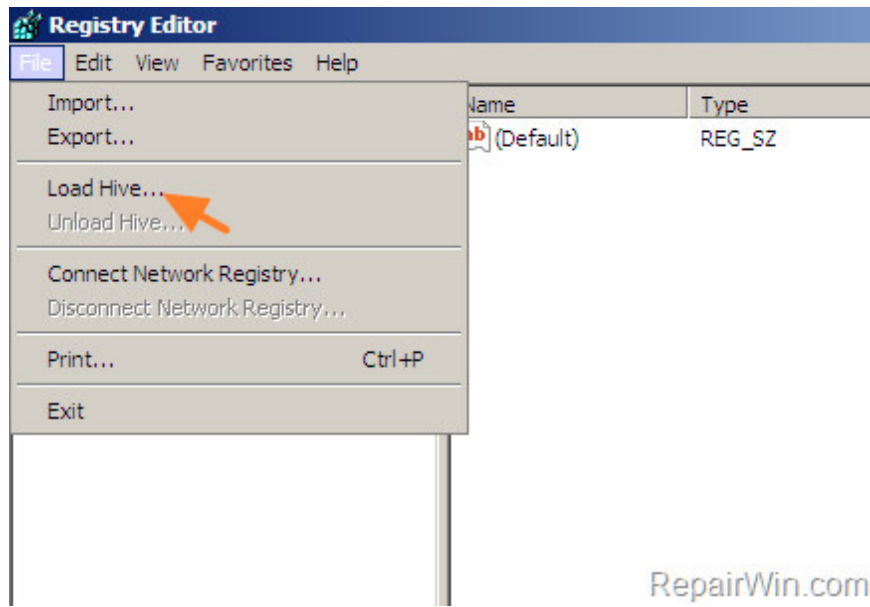 Registry Editor
File Edit View Favorites Help
Import...
Export...
Load Hive...
Unload Hive...
Connect Network Registry...
Disconnect Network Registry...
Print... Ctrl+P
Exit
Name Type
ab (Default) REG_SZ
RepairWin.com